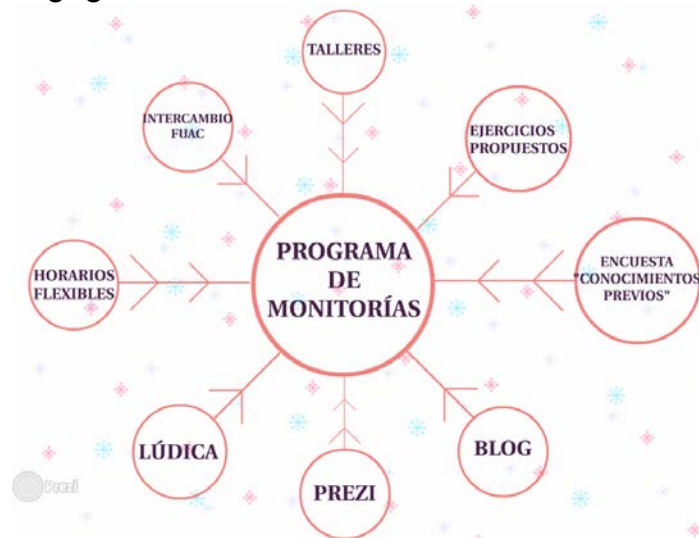 TALLERES
INTERCAMBIO
FUAC
EJERCICIOS
PROPUESTOS
HORARIOS
FLEXIBLES
PROGRAMA
DE
MONITORÍAS
ENCUESTA
"CONOCIMIENTOS
PREVIOS"
LÚDICA
PREZI
BLOG
Prezi